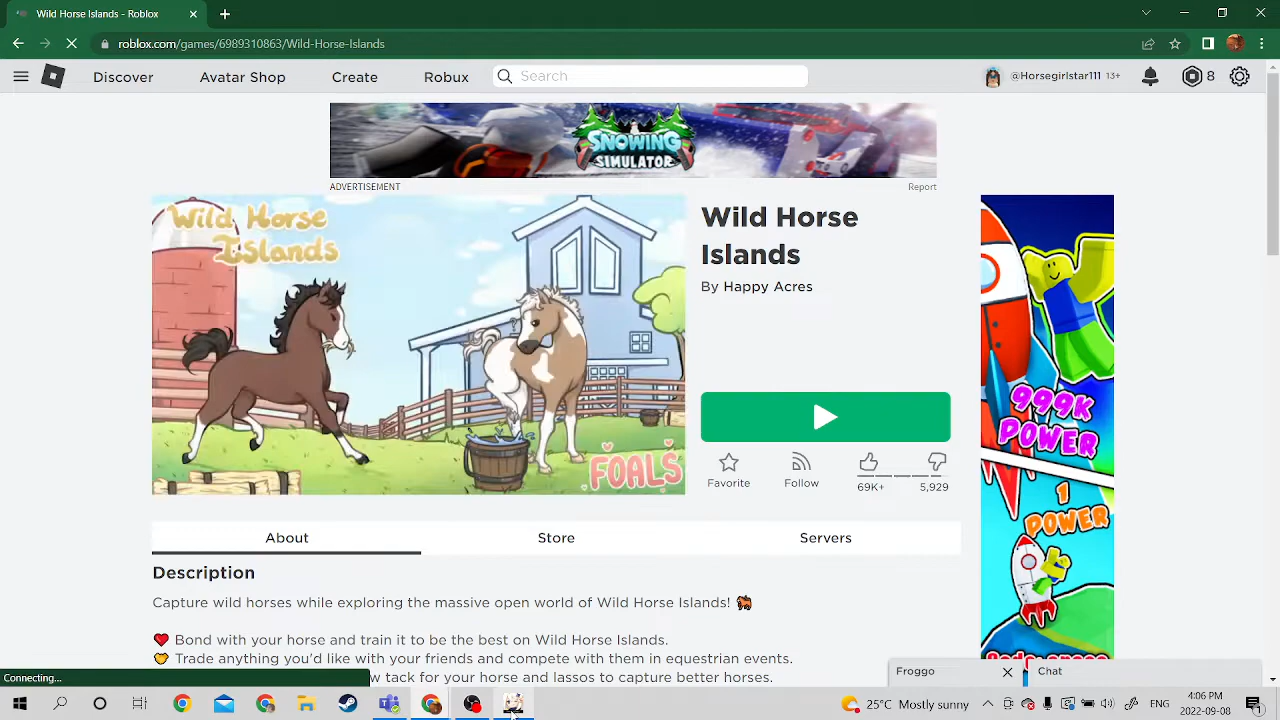 Wild Horse Islands - Roblox
roblox.com/games/6989310863/Wild-Horse-Islands
Discover
Avatar Shop
Create
Robux
Search
@Horsegirlstar111 13+
8
SNOWING
SIMULATOR
ADVERTISEMENT
Report
Wild Horse
Islands
FOALS
Wild Horse
Islands
By Happy Acres
Favorite
Follow
69K+
5,929
999K
POWER
1
POWER
About
Store
Servers
Description
Capture wild horses while exploring the massive open world of Wild Horse Islands!
Bond with your horse and train it to be the best on Wild Horse Islands.
Trade anything you'd like with your friends and compete with them in equestrian events.
w tack for your horse and lassos to capture better horses.
Connecting...
Froggo
Chat
25°C Mostly sunny
ENG
4:06 PM
2022-09-08